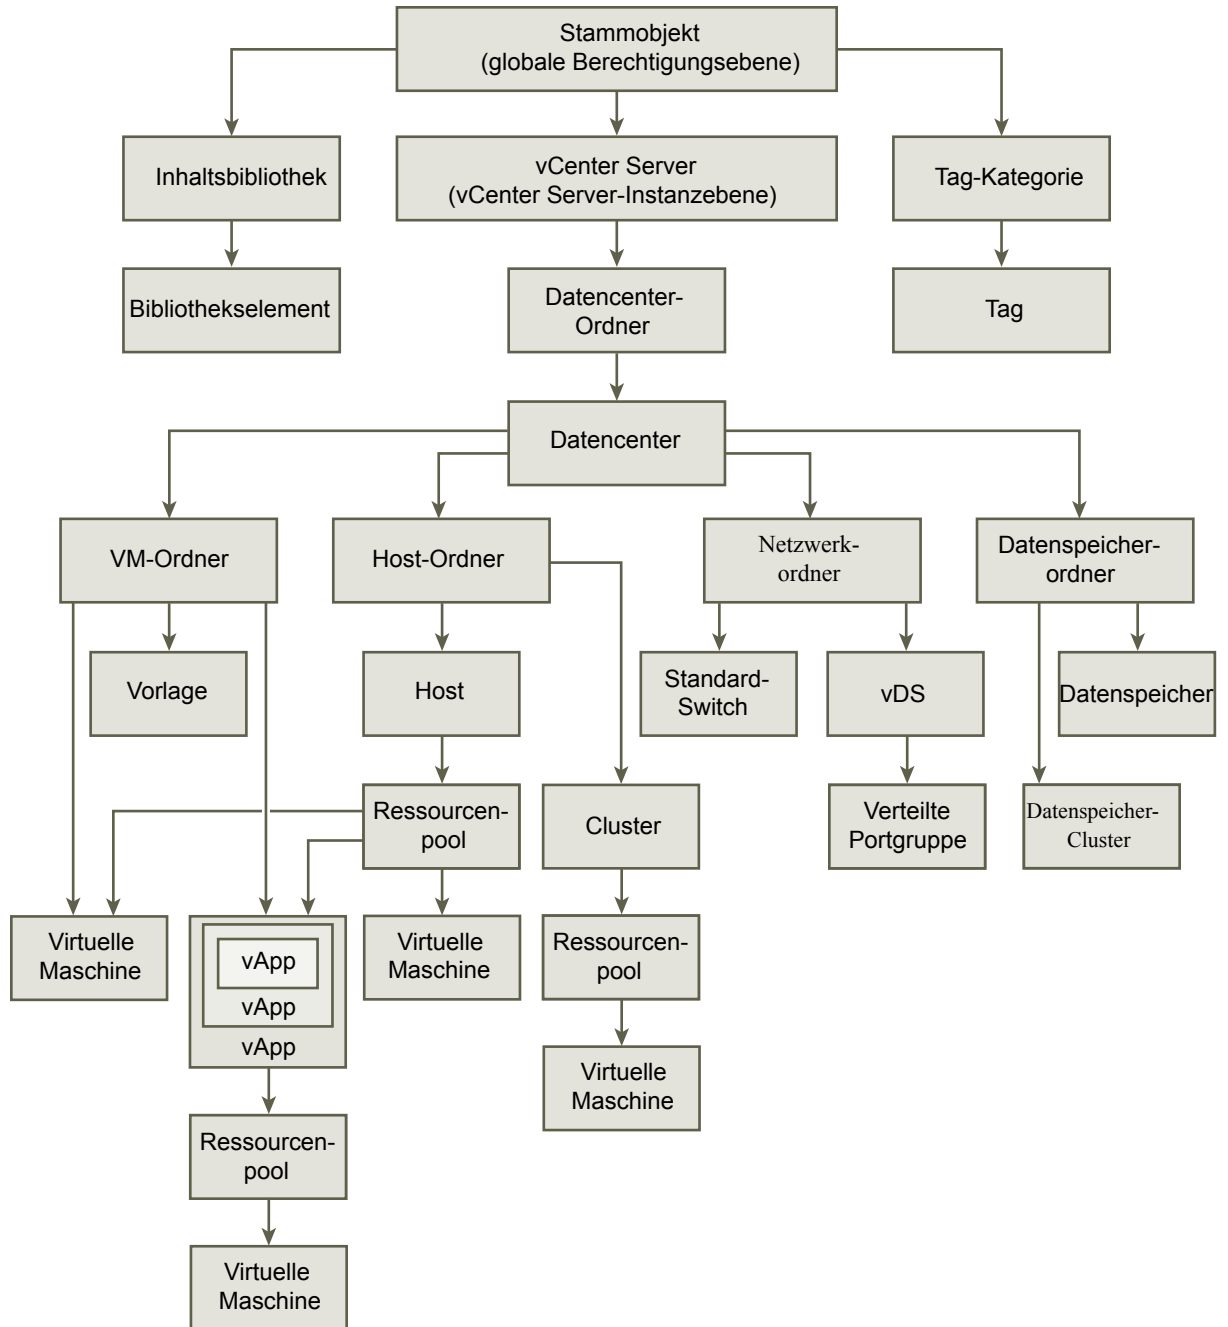 Stammobjekt
(globale Berechtigungsebene)
Inhaltsbibliothek
vCenter Server
(vCenter Server-Instanzebene)
Tag-Kategorie
Bibliothekselement
Datencenter-
Ordner
Tag
Datencenter
VM-Ordner
Host-Ordner
Netzwerk-
ordner
Datenspeicher-
ordner
Vorlage
Host
Standard-
Switch
vDS
Datenspeicher
Ressourcen-
pool
Cluster
Verteilte
Portgruppe
Datenspeicher-
Cluster
Virtuelle
Maschine
vApp
vApp
vApp
Virtuelle
Maschine
Ressourcen-
pool
Virtuelle
Maschine
Ressourcen-
pool
Virtuelle
Maschine